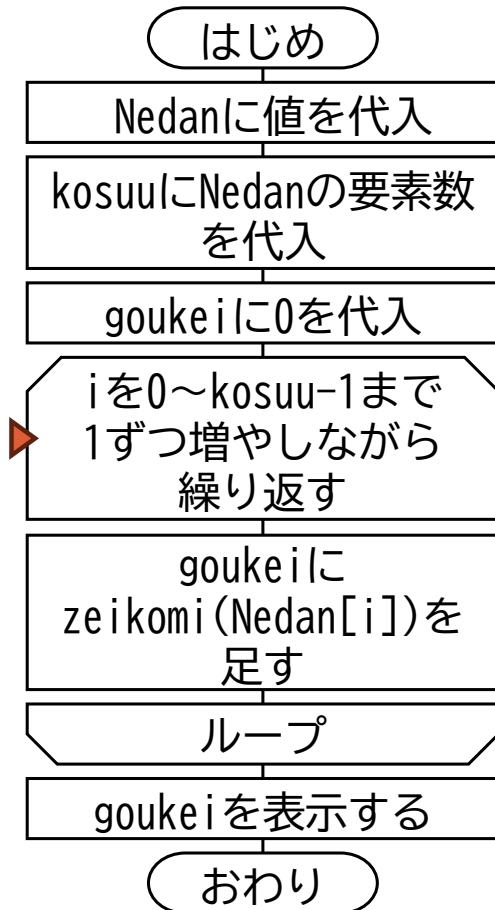 はじめ
Nedanに値を代入
kosuuにNedanの要素数
を代入
goukeiに0を代入
iを0～kosuu-1まで
1ずつ増やしながら
繰り返す
goukeiに
zeikomi(Nedan[i])を
足す
ループ
goukeiを表示する
おわり